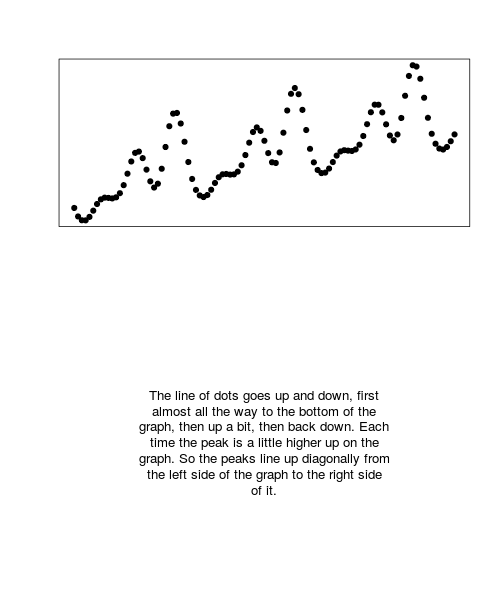 The line of dots goes up and down, first
almost all the way to the bottom of the
graph, then up a bit, then back down. Each
time the peak is a little higher up on the
graph. So the peaks line up diagonally from
the left side of the graph to the right side
of it.